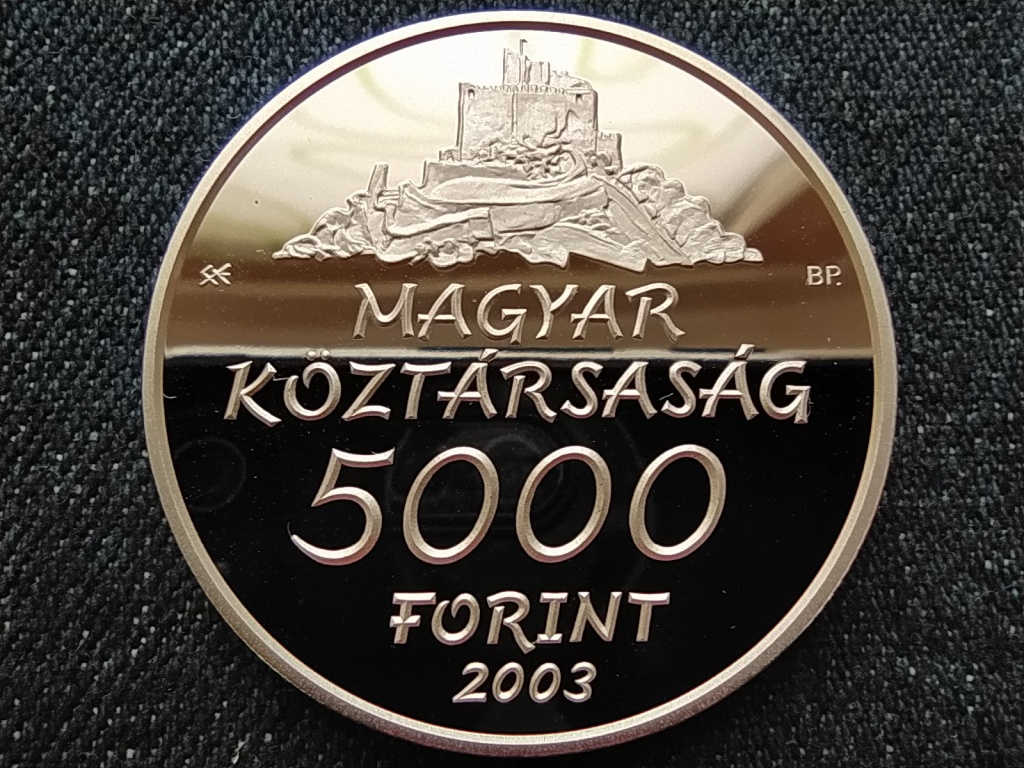 BP.
MAGYAR
KÖZTÁRSASÁG
5000
FORINT
2003